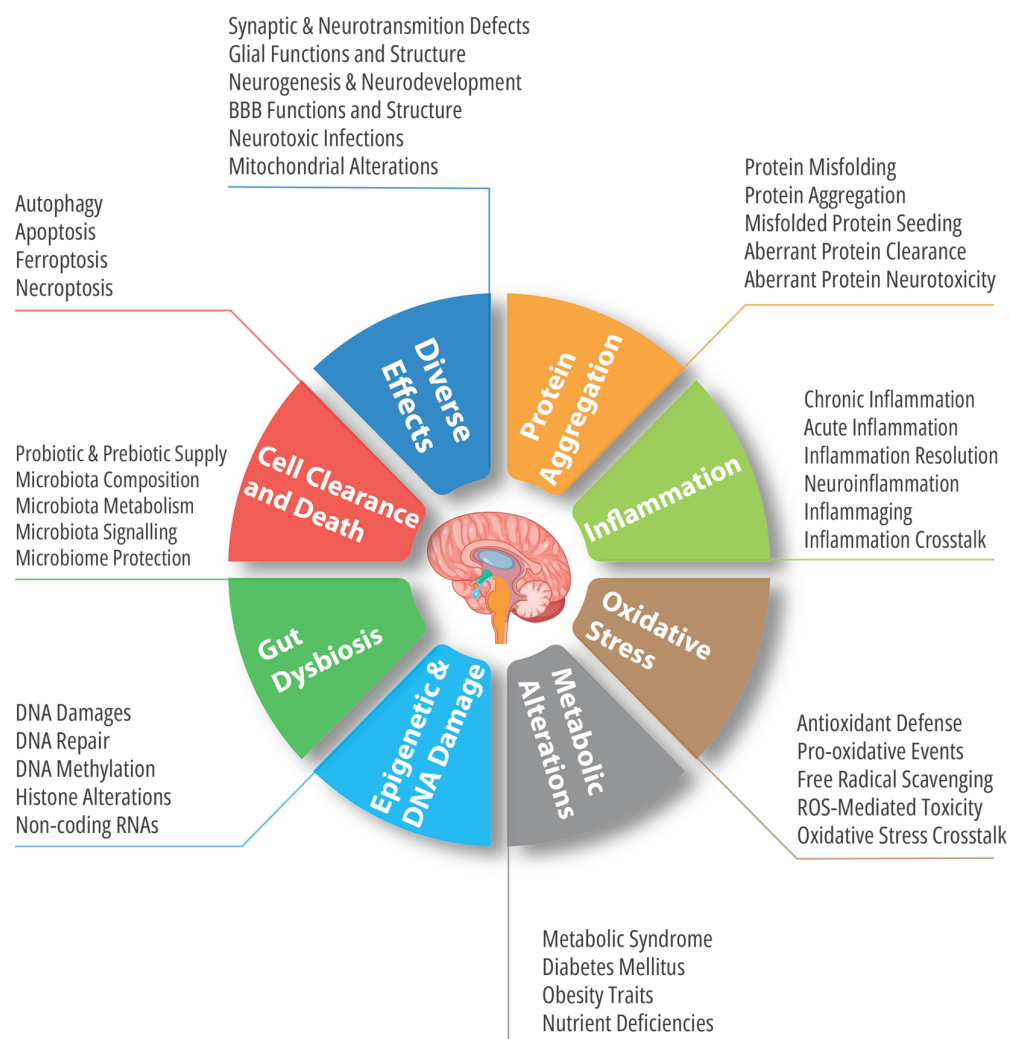 Synaptic & Neurotransmition Defects
Glial Functions and Structure
Neurogenesis & Neurodevelopment
BBB Functions and Structure
Neurotoxic Infections
Mitochondrial Alterations
Protein Misfolding
Protein Aggregation
Misfolded Protein Seeding
Aberrant Protein Clearance
Aberrant Protein Neurotoxicity
Autophagy
Apoptosis
Ferroptosis
Necroptosis
Diverse
Effects
Protein
Aggregation
Cell Clearance
and Death
Inflammation
Chronic Inflammation
Acute Inflammation
Inflammation Resolution
Neuroinflammation
Inflammaging
Inflammation Crosstalk
Probiotic & Prebiotic Supply
Microbiota Composition
Microbiota Metabolism
Microbiota Signalling
Microbiome Protection
Gut
Dysbiosis
Oxidative
Stress
Epigenetic &
DNA Damage
Metabolic
Alterations
DNA Damages
DNA Repair
DNA Methylation
Histone Alterations
Non-coding RNAs
Antioxidant Defense
Pro-oxidative Events
Free Radical Scavenging
ROS-Mediated Toxicity
Oxidative Stress Crosstalk
Metabolic Syndrome
Diabetes Mellitus
Obesity Traits
Nutrient Deficiencies